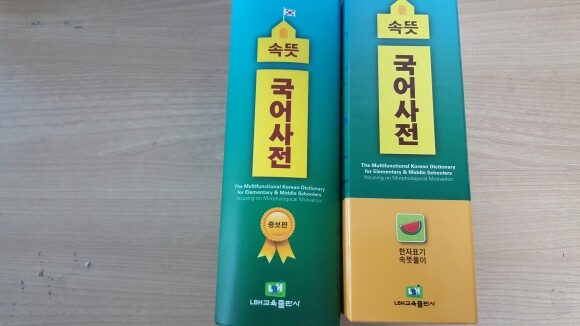 속뜻
국어사전
The Multifunctional Korean Dictionary
for Elementary & Middle Schoolers
focusing on Morphological Motivation
증보판
LBH
LBH교육출판사
속뜻
국어사전
The Multifunctional Korean Dictionary
for Elementary & Middle Schoolers
focusing on Morphological Motivation
한자표기
속뜻풀이
LBH
LBH교육출판사